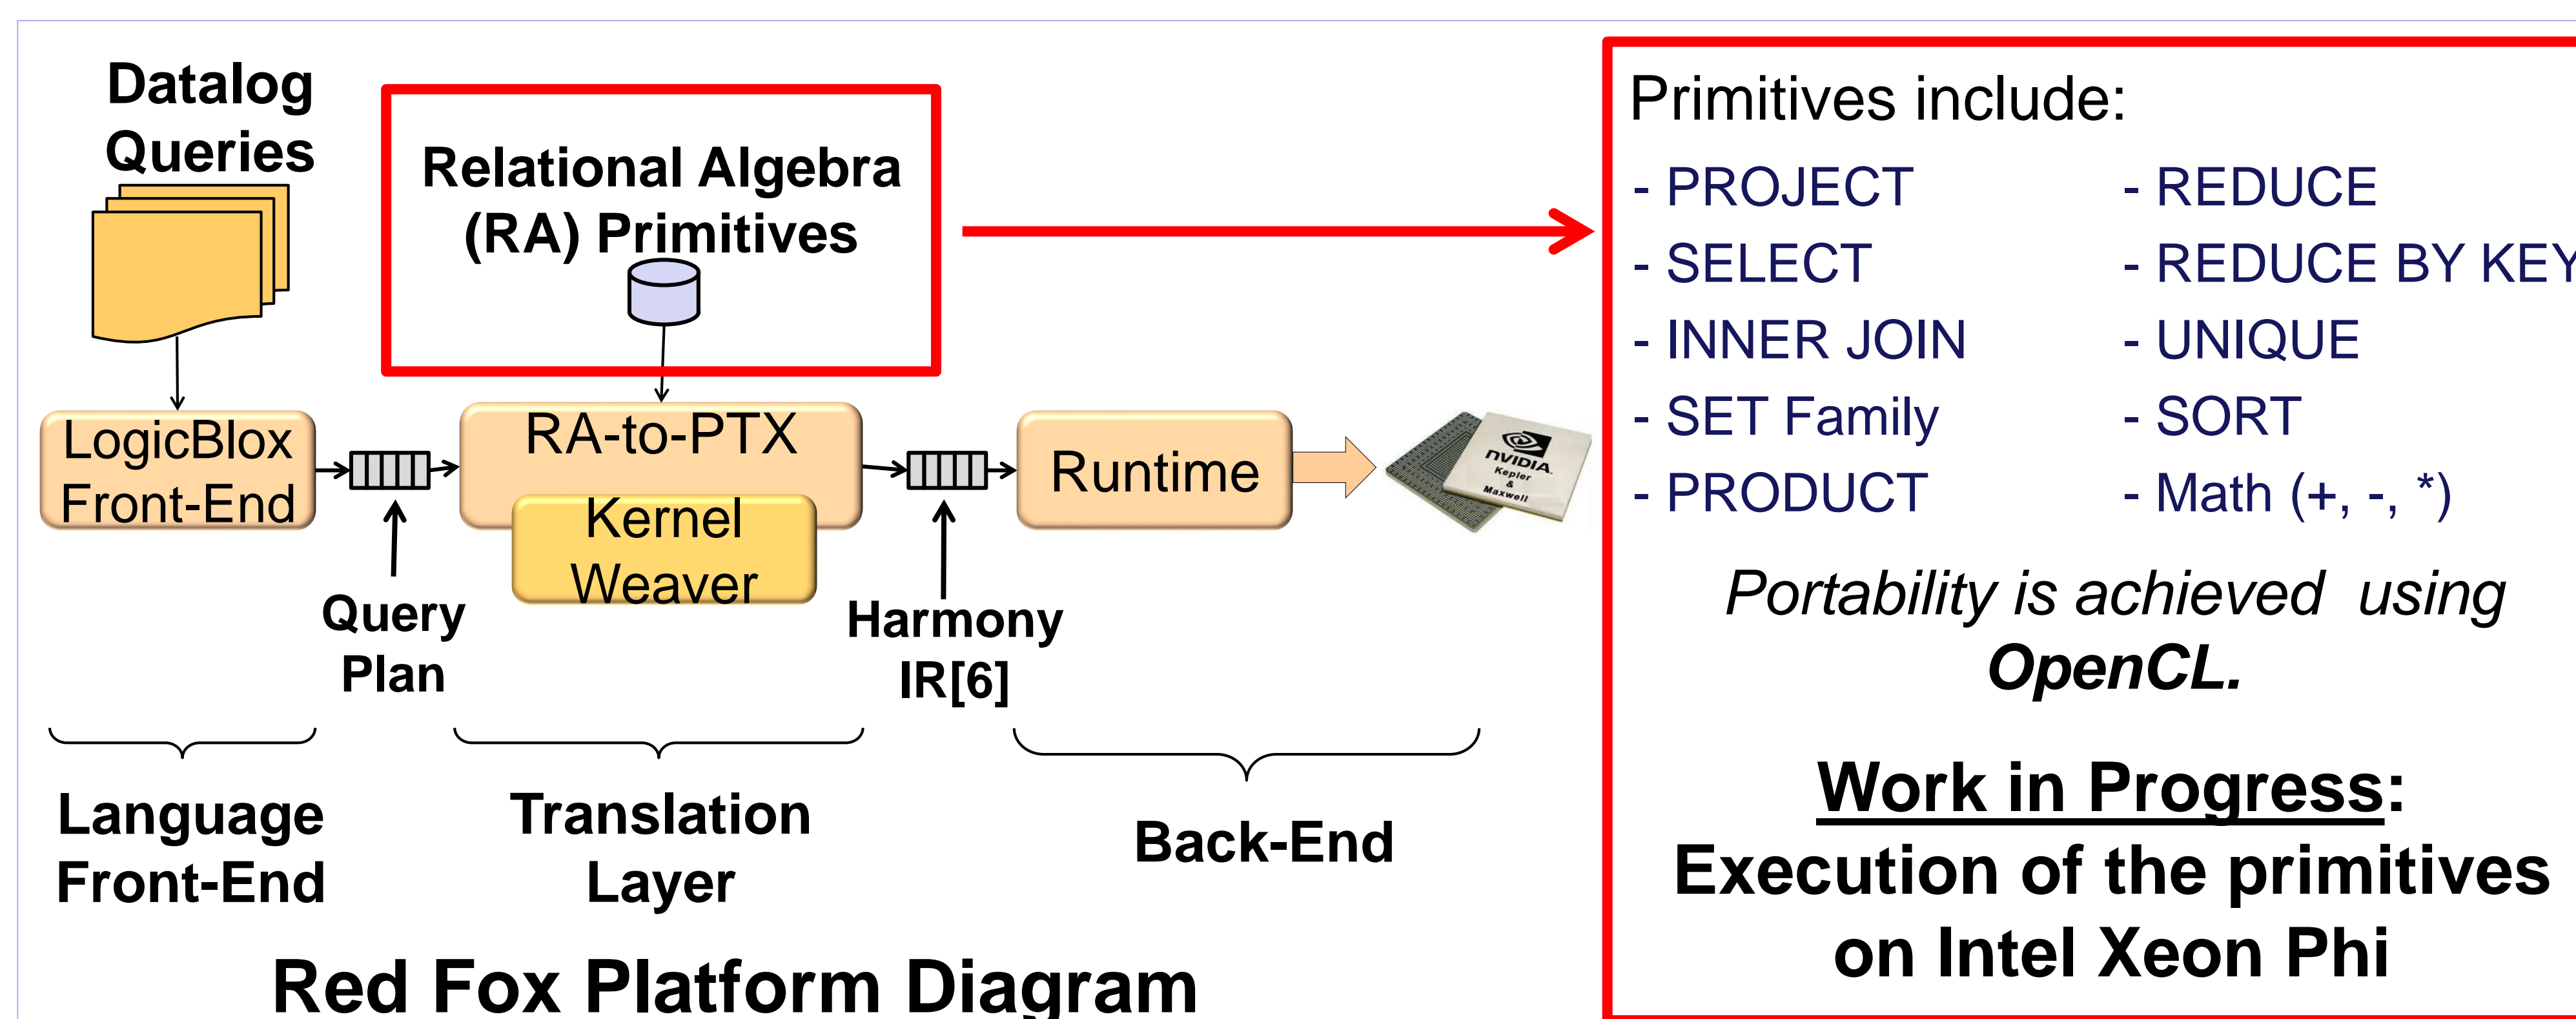 Datalog
Queries
Relational Algebra
(RA) Primitives
LogicBlox
Front-End
RA-to-PTX
Kernel
Weaver
Runtime
nVIDIA
Kepler
&
Maxwell
Query
Plan
Harmony
IR[6]
Language
Front-End
Translation
Layer
Back-End
Red Fox Platform Diagram
Primitives include:
- PROJECT
- REDUCE
- SELECT
- REDUCE BY KEY
- INNER JOIN
- UNIQUE
- SET Family
- SORT
- PRODUCT
- Math (+, -, *)
Portability is achieved using
OpenCL.
Work in Progress:
Execution of the primitives
on Intel Xeon Phi